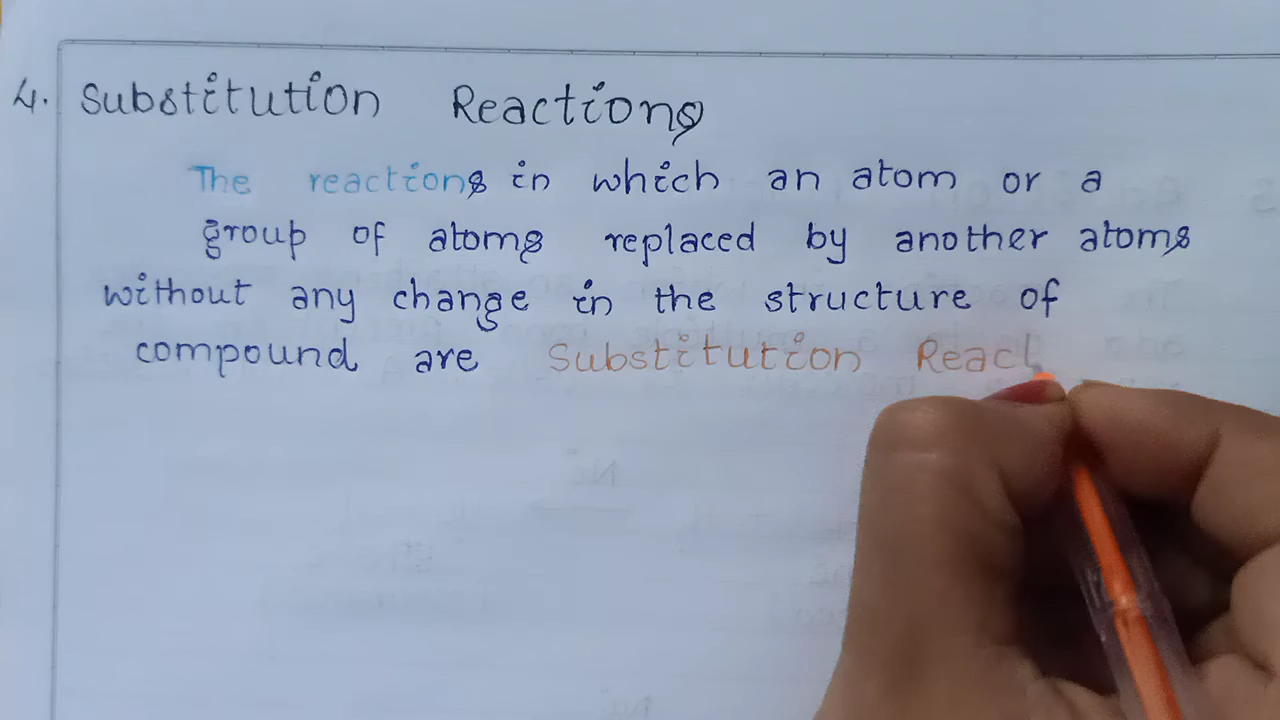 4. Substitution Reactions
The reactions in which an atom or a
group of atoms replaced by another atoms
without any change in the structure of
compound are Substitution React